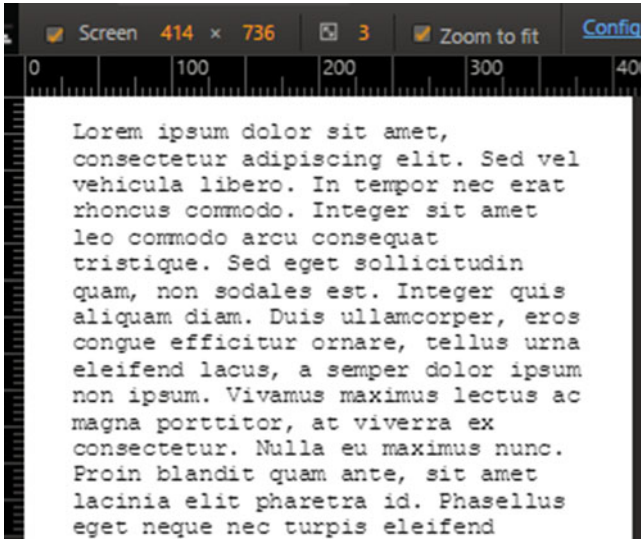 Screen 414 × 736 3 Zoom to fit Config
0 100 200 300 40
Lorem ipsum dolor sit amet,
consectetur adipiscing elit. Sed vel
vehicula libero. In tempor nec erat
rhoncus commodo. Integer sit amet
leo commodo arcu consequat
tristique. Sed eget sollicitudin
quam, non sodales est. Integer quis
aliquam diam. Duis ullamcorper, eros
congue efficitur ornare, tellus urna
eleifend lacus, a semper dolor ipsum
non ipsum. Vivamus maximus lectus ac
magna porttitor, at viverra ex
consectetur. Nulla eu maximus nunc.
Proin blandit quam ante, sit amet
lacinia elit pharetra id. Phasellus
eget neque nec turpis eleifend